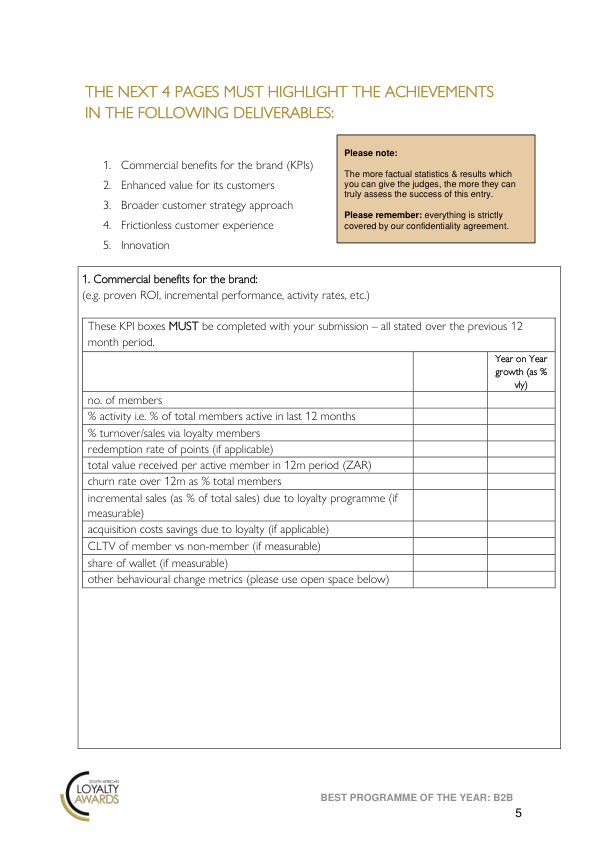 THE NEXT 4 PAGES MUST HIGHLIGHT THE ACHIEVEMENTS
IN THE FOLLOWING DELIVERABLES:
1. Commercial benefits for the brand (KPIs)
2. Enhanced value for its customers
3. Broader customer strategy approach
4. Frictionless customer experience
5. Innovation
Please note:
The more factual statistics & results which
you can give the judges, the more they can
truly assess the success of this entry.
Please remember: everything is strictly
covered by our confidentiality agreement.
1. Commercial benefits for the brand:
(e.g. proven ROI, incremental performance, activity rates, etc.)
These KPI boxes MUST be completed with your submission – all stated over the previous 12
month period.
Year on Year
growth (as %
vly)
no. of members
% activity i.e. % of total members active in last 12 months
% turnover/sales via loyalty members
redemption rate of points (if applicable)
total value received per active member in 12m period (ZAR)
churn rate over 12m as % total members
incremental sales (as % of total sales) due to loyalty programme (if
measurable)
acquisition costs savings due to loyalty (if applicable)
CLTV of member vs non-member (if measurable)
share of wallet (if measurable)
other behavioural change metrics (please use open space below)
SOUTH AFRICAN
LOYALTY
AWARDS
BEST PROGRAMME OF THE YEAR: B2B
5